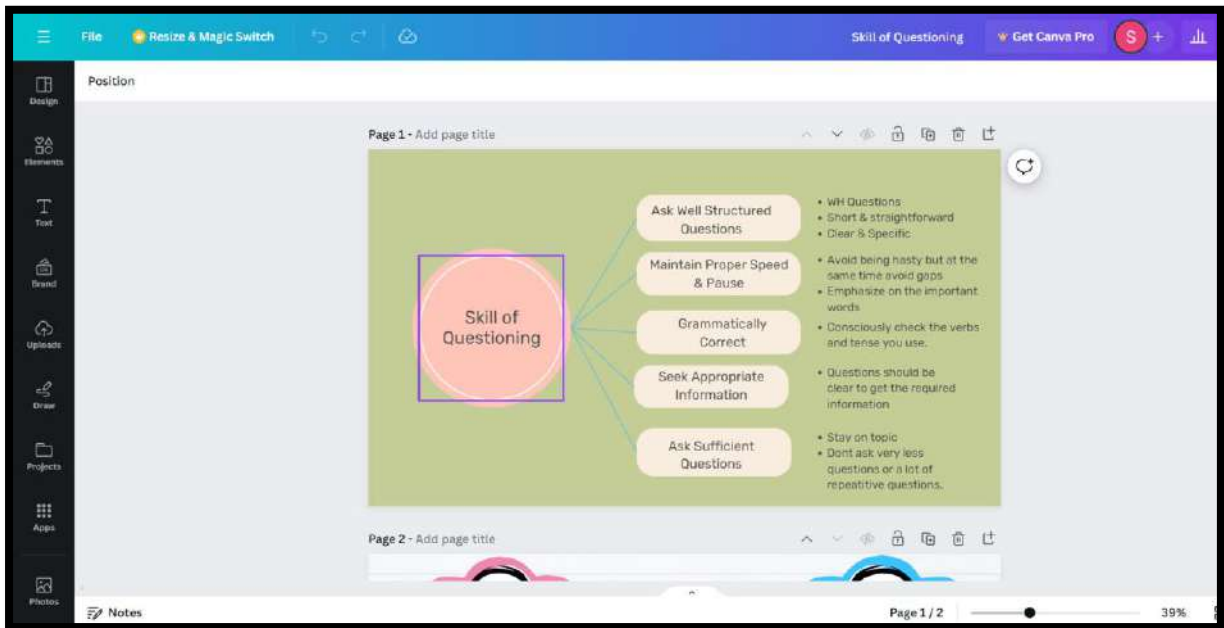 File
Resize & Magic Switch
Skill of Questioning
Get Canva Pro
S
+
Design
Elements
Text
Brand
Uploads
Draw
Projects
Apps
Photos
Position
Page 1 - Add page title
Skill of
Questioning
Ask Well Structured
Questions
• WH Questions
• Short & straightforward
• Clear & Specific
Maintain Proper Speed
& Pause
• Avoid being hasty but at the
same time avoid gaps
• Emphasize on the important
words
Grammatically
Correct
• Consciously check the verbs
and tense you use.
Seek Appropriate
Information
• Questions should be
clear to get the required
information
Ask Sufficient
Questions
• Stay on topic
• Dont ask very less
questions or a lot of
repeatitive questions.
Page 2 - Add page title
Notes
Page 1 / 2
39%